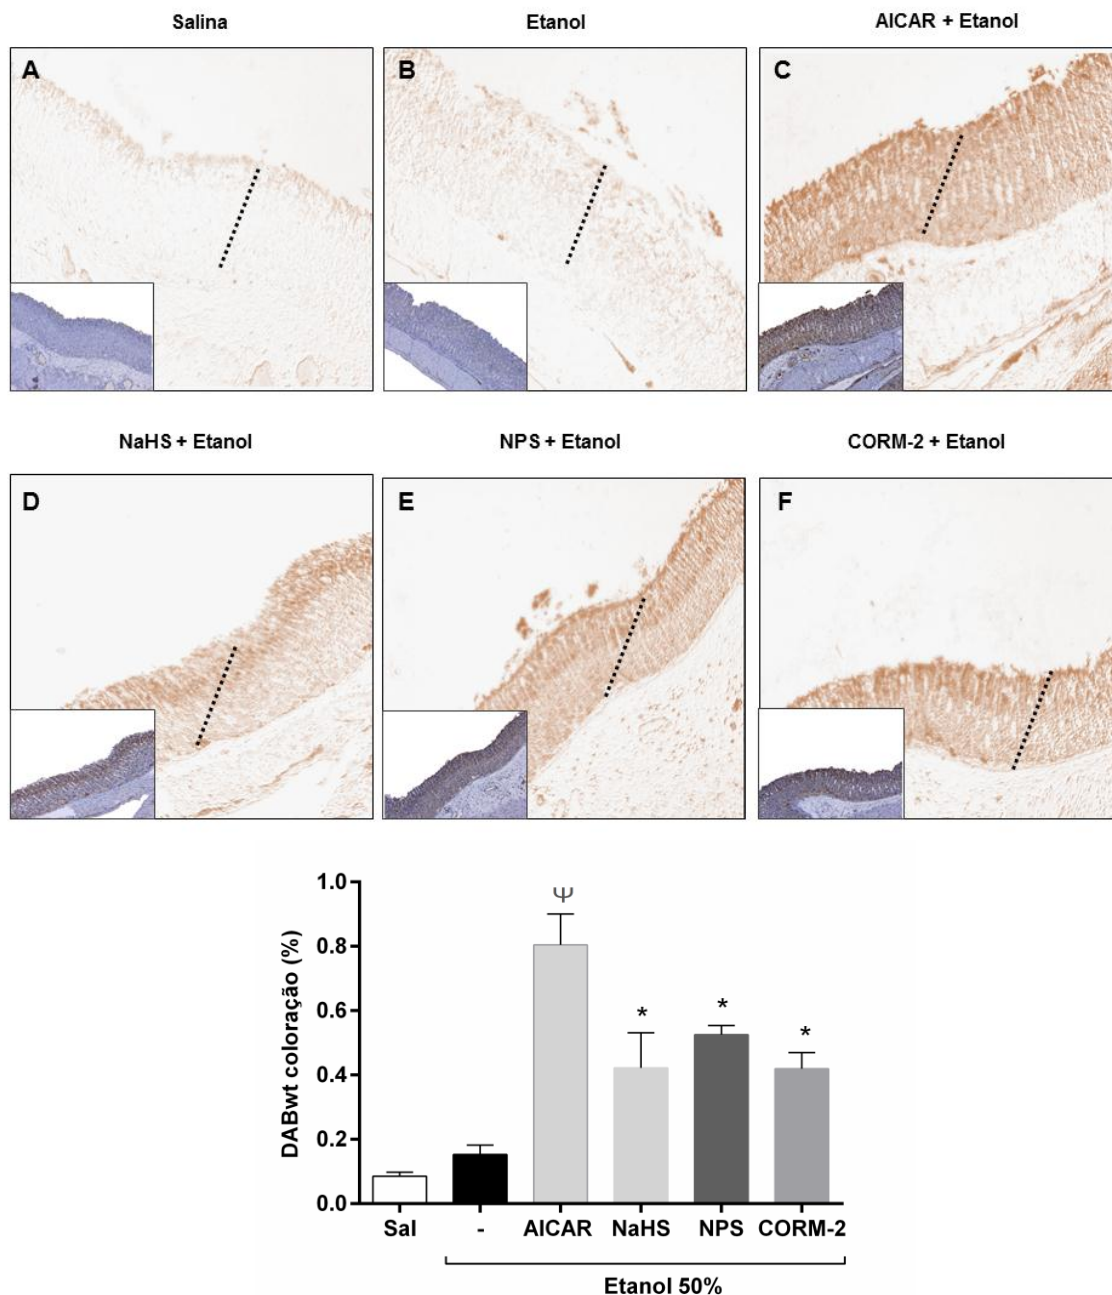 Salina
Etanol
AICAR + Etanol
A
B
C
NaHS + Etanol
NPS + Etanol
CORM-2 + Etanol
D
E
F
DABwt coloração (%)
1.0
0.8
0.6
0.4
0.2
0.0
Ψ
*
*
*
Sal
-
AICAR
NaHS
NPS
CORM-2
Etanol 50%